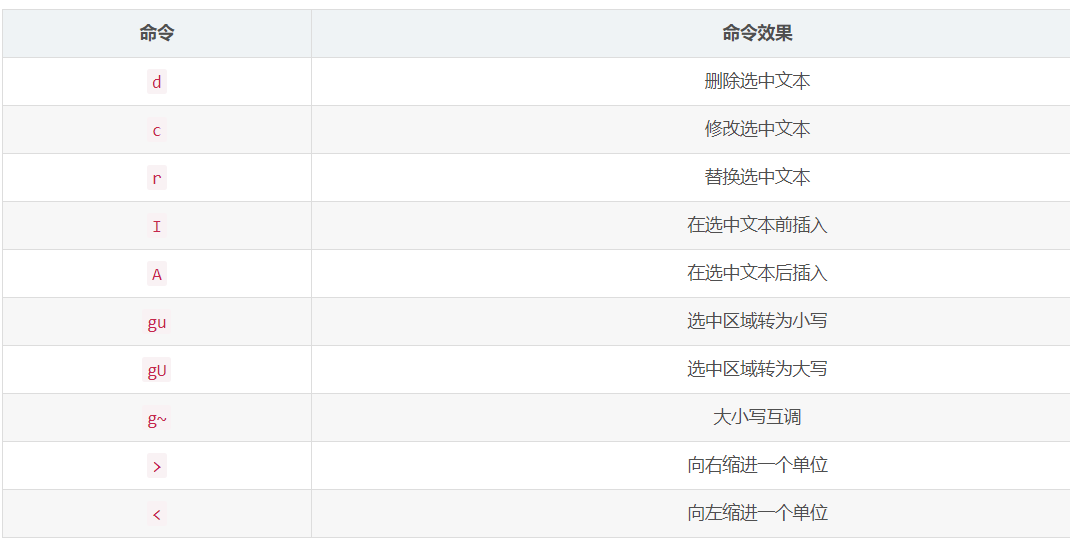 命令 命令效果
d 删除选中文本
c 修改选中文本
r 替换选中文本
I 在选中文本前插入
A 在选中文本后插入
gu 选中区域转为小写
gU 选中区域转为大写
g~ 大小写互调
> 向右缩进一个单位
< 向左缩进一个单位